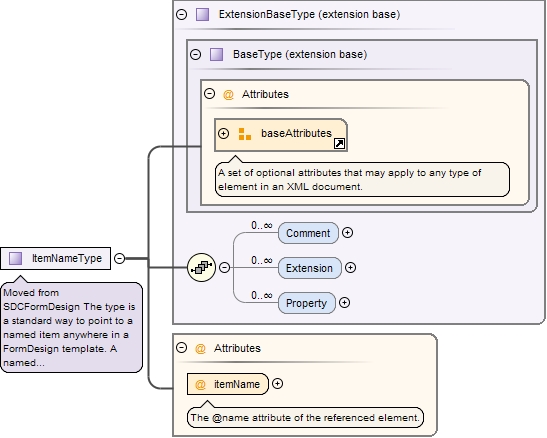 ExtensionBaseType (extension base)
BaseType (extension base)
@ Attributes
baseAttributes
A set of optional attributes that may apply to any type of
element in an XML document.
0..∞
Comment
0..∞
Extension
0..∞
Property
ItemNameType
Moved from
SDCFormDesign The type is
a standard way to point to a
named item anywhere in a
FormDesign template. A
named...
@ Attributes
@ itemName
The @name attribute of the referenced element.